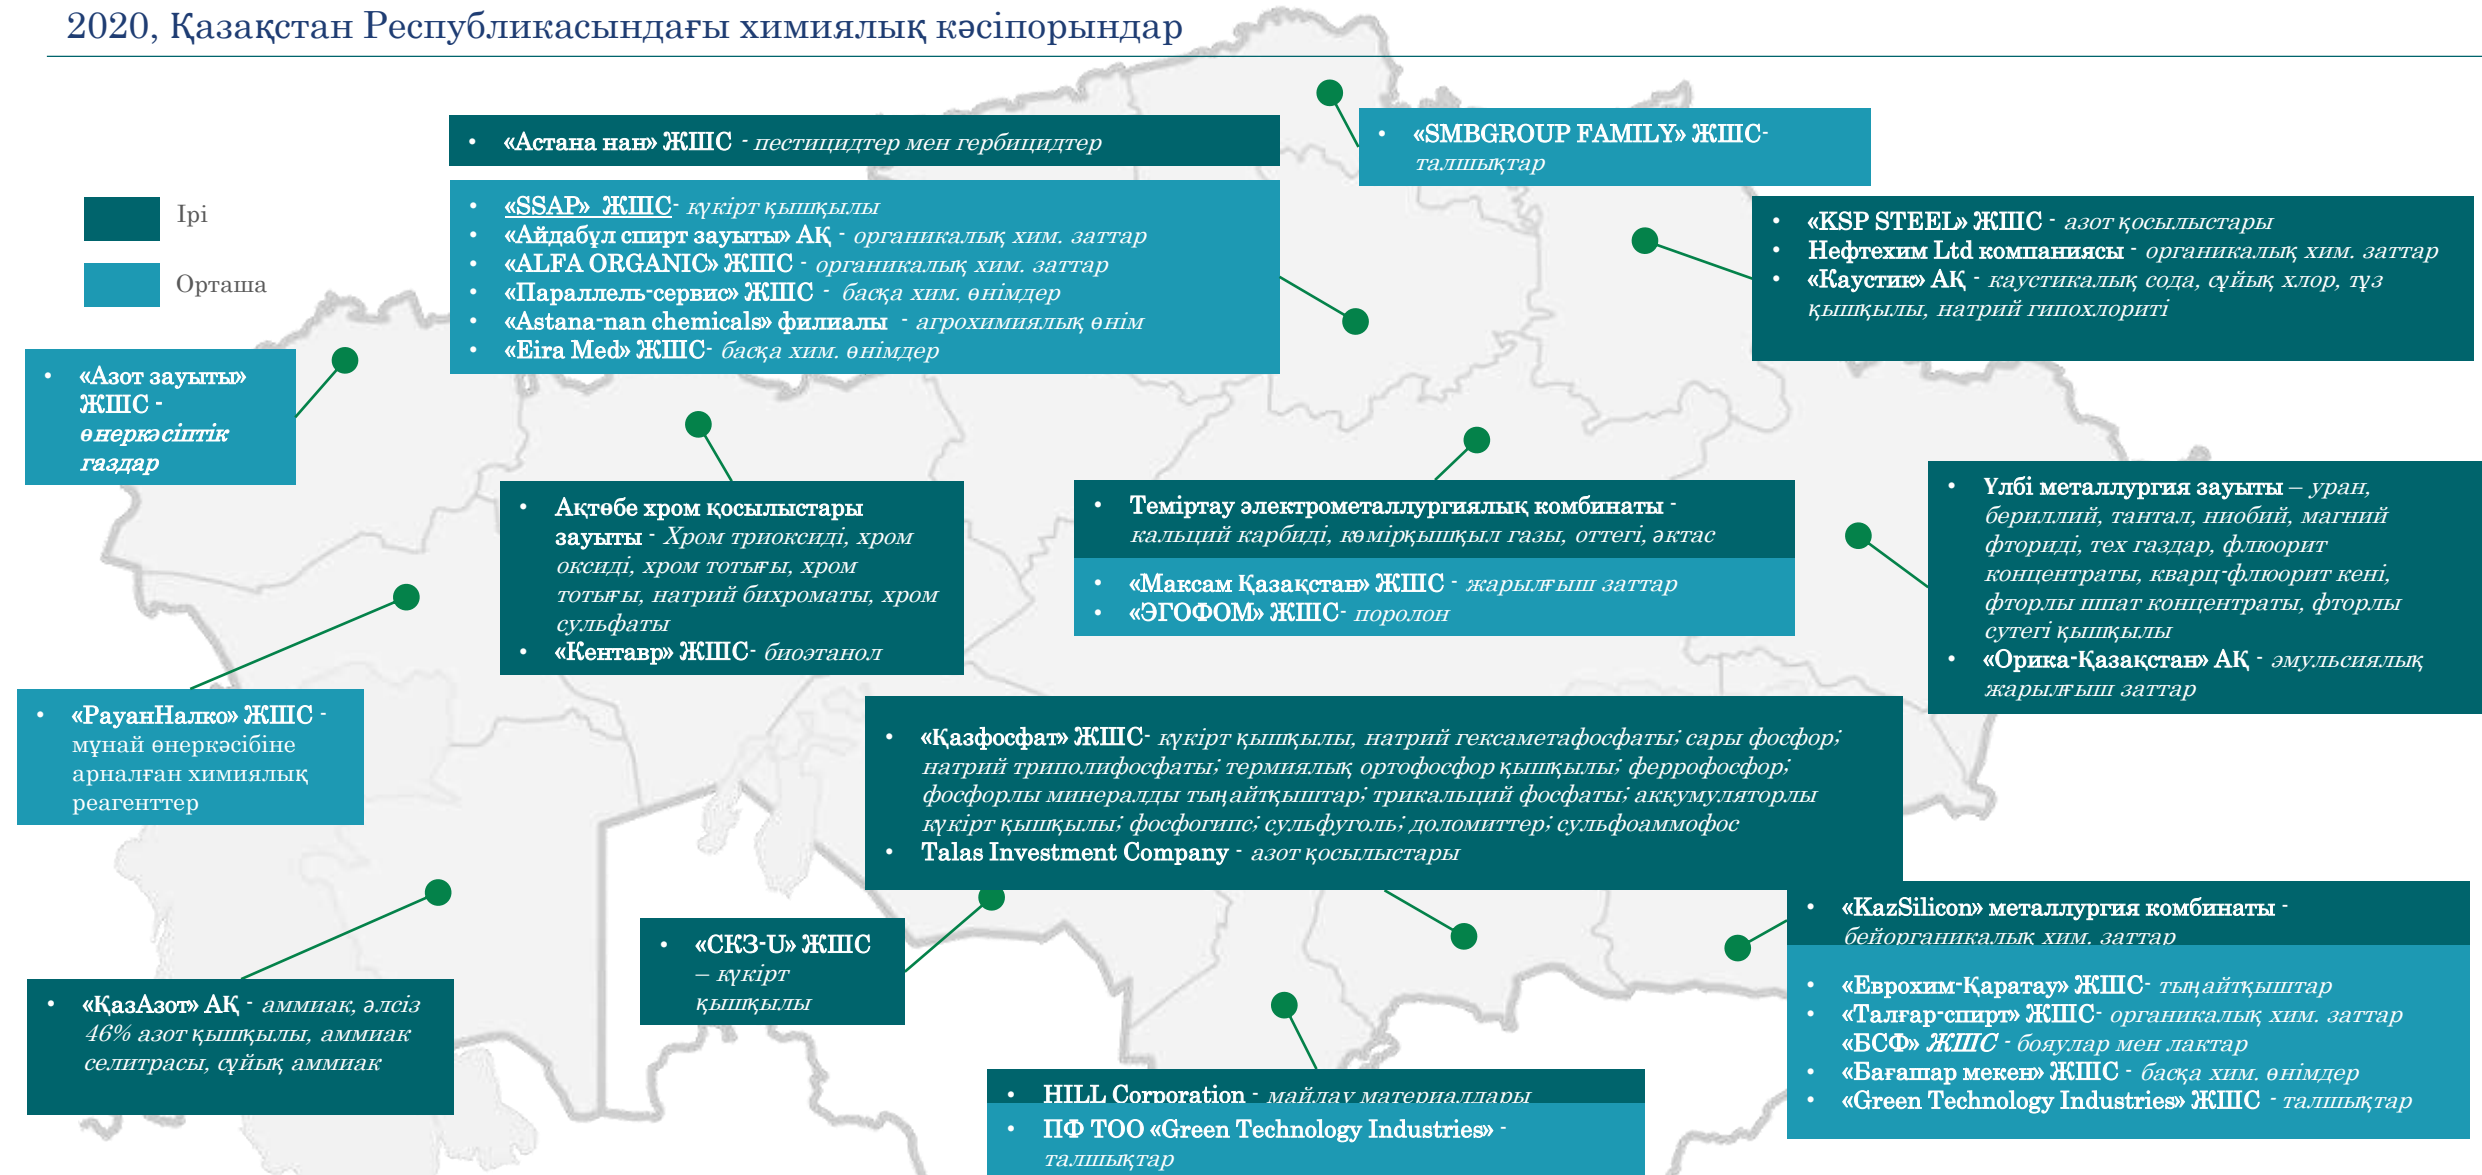 2020, Қазақстан Республикасындағы химиялық кәсіпорындар
Ірі
Орташа
• «Астана нан» ЖШС - пестицидтер мен гербицидтер
• «SSAP» ЖШС- күкірт қышқылы
• «Айдабұл спирт зауыты» АҚ - органикалық хим. заттар
• «ALFA ORGANIC» ЖШС - органикалық хим. заттар
• «Параллель-сервис» ЖШС - басқа хим. өнімдер
• «Astana-nan chemicals» филиалы - агрохимиялық өнім
• «Eira Med» ЖШС- басқа хим. өнімдер
• «SMBGROUP FAMILY» ЖШС-
талшықтар
• «KSP STEEL» ЖШС - азот қосылыстары
• Нефтехим Ltd компаниясы - органикалық хим. заттар
• «Каустик» АҚ - каустикалық сода, сұйық хлор, тұз
қышқылы, натрий гипохлориті
• «Азот зауыты»
ЖШС -
өнеркәсіптік
газдар
• Ақтөбе хром қосылыстары
зауыты - Хром триоксиді, хром
оксиді, хром тотығы, хром
тотығы, натрий бихроматы, хром
сульфаты
• «Кентавр» ЖШС- биоэтанол
• Теміртау электрометаллургиялық комбинаты -
кальций карбиді, көмірқышқыл газы, оттегі, әктас
• «Максам Қазақстан» ЖШС - жарылғыш заттар
• «ЭГОФОМ» ЖШС- поролон
• Үлбі металлургия зауыты – уран,
бериллий, тантал, ниобий, магний
фториді, тех газдар, флюорит
концентраты, кварц-флюорит кені,
фторлы шпат концентраты, фторлы
сутегі қышқылы
• «Орика-Қазақстан» АҚ - эмульсиялық
жарылғыш заттар
• «РауанНалко» ЖШС -
мұнай өнеркәсібіне
арналған химиялық
реагенттер
• «Қазфосфат» ЖШС- күкірт қышқылы, натрий гексаметафосфаты; сары фосфор;
натрий триполифосфаты; термиялық ортофосфор қышқылы; феррофосфор;
фосфорлы минералды тыңайтқыштар; трикальций фосфаты; аккумуляторлы
күкірт қышқылы; фосфогипс; сульфуголь; доломиттер; сульфоаммофос
• Talas Investment Company - азот қосылыстары
• «СКЗ-U» ЖШС
– күкірт
қышқылы
• «KazSilicon» металлургия комбинаты -
бейорганикалық хим. заттар
• «Еврохим-Қаратау» ЖШС- тыңайтқыштар
• «Талғар-спирт» ЖШС- органикалық хим. заттар
«БСФ» ЖШС - бояулар мен лактар
• «Бағашар мекен» ЖШС - басқа хим. өнімдер
• «Green Technology Industries» ЖШС - талшықтар
• «ҚазАзот» АҚ - аммиак, әлсіз
46% азот қышқылы, аммиак
селитрасы, сұйық аммиак
• HILL Corporation - майлау материалдары
• ПФ ТОО «Green Technology Industries» -
талшықтар